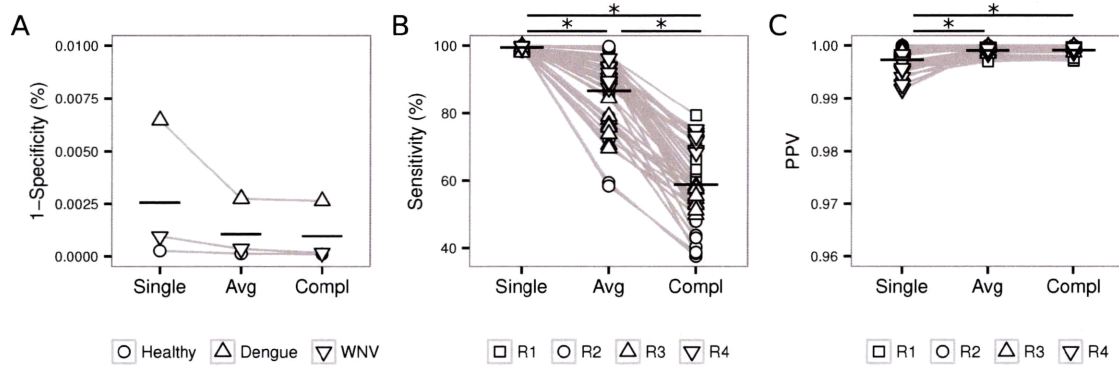 A
1−Specificity (%)
0.0100
0.0075
0.0050
0.0025
0.0000
Single Avg Compl
Healthy Dengue WNV
B
*
* *
Sensitivity (%)
100
80
60
40
Single Avg Compl
R1 R2 R3 R4
C
*
*
PPV
1.00
0.99
0.98
0.97
0.96
Single Avg Compl
R1 R2 R3 R4